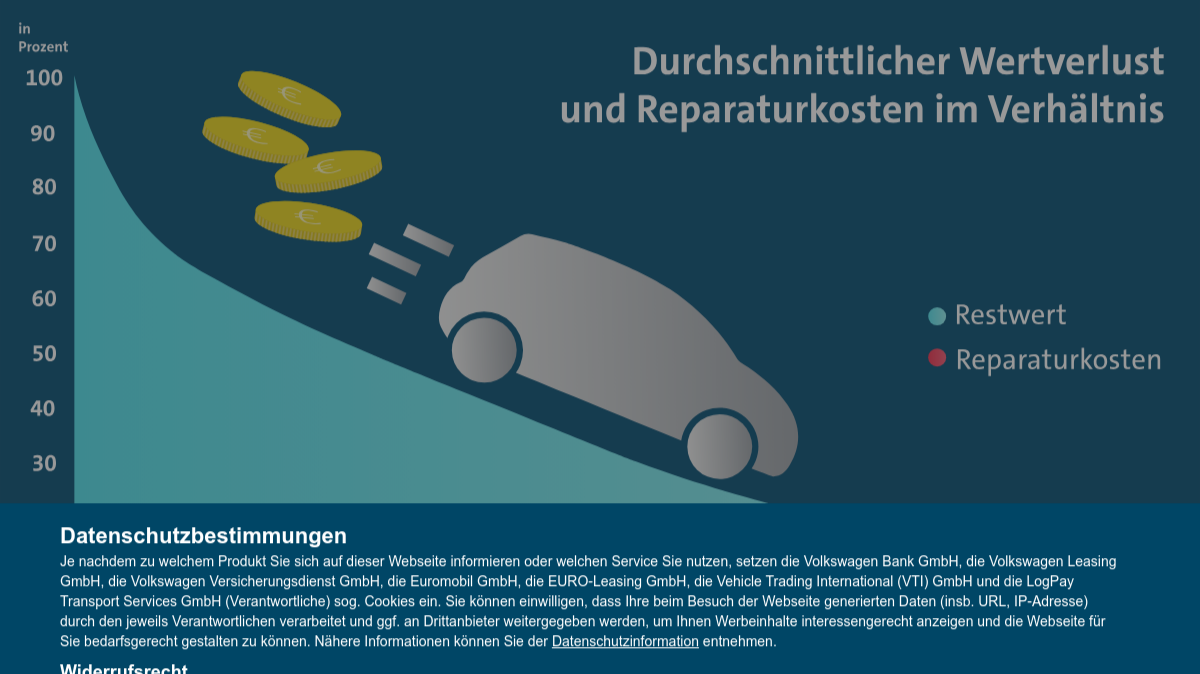 in
Prozent
Durchschnittlicher Wertverlust
und Reparaturkosten im Verhältnis
100
90
80
70
60
50
40
30
€
€
€
€
Restwert
Reparaturkosten
Datenschutzbestimmungen
Je nachdem zu welchem Produkt Sie sich auf dieser Webseite informieren oder welchen Service Sie nutzen, setzen die Volkswagen Bank GmbH, die Volkswagen Leasing
GmbH, die Volkswagen Versicherungsdienst GmbH, die Euromobil GmbH, die EURO-Leasing GmbH, die Vehicle Trading International (VTI) GmbH und die LogPay
Transport Services GmbH (Verantwortliche) sog. Cookies ein. Sie können einwilligen, dass Ihre beim Besuch der Webseite generierten Daten (insb. URL, IP-Adresse)
durch den jeweils Verantwortlichen verarbeitet und ggf. an Drittanbieter weitergegeben werden, um Ihnen Werbeinhalte interessengerecht anzeigen und die Webseite für
Sie bedarfsgerecht gestalten zu können. Nähere Informationen können Sie der Datenschutzinformation entnehmen.
Widerrufsrecht